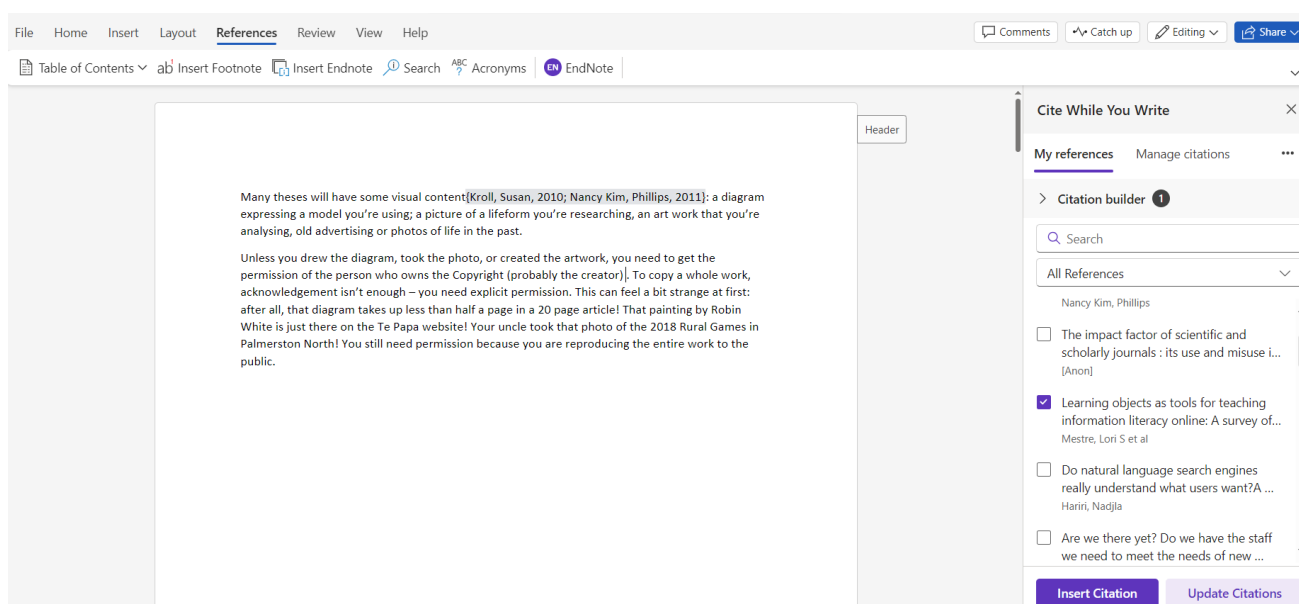 File Home Insert Layout References Review View Help
Comments Catch up Editing Share
Table of Contents ab Insert Footnote Insert Endnote Search ABC ? Acronyms EN EndNote
Header
Many theses will have some visual content{Kroll, Susan, 2010; Nancy Kim, Phillips, 2011}: a diagram
expressing a model you’re using; a picture of a lifeform you’re researching, an art work that you’re
analysing, old advertising or photos of life in the past.
Unless you drew the diagram, took the photo, or created the artwork, you need to get the
permission of the person who owns the Copyright (probably the creator). To copy a whole work,
acknowledgement isn’t enough – you need explicit permission. This can feel a bit strange at first:
after all, that diagram takes up less than half a page in a 20 page article! That painting by Robin
White is just there on the Te Papa website! Your uncle took that photo of the 2018 Rural Games in
Palmerston North! You still need permission because you are reproducing the entire work to the
public.
Cite While You Write
My references Manage citations
Citation builder 1
Search
All References
Nancy Kim, Phillips
The impact factor of scientific and
scholarly journals : its use and misuse i...
[Anon]
Learning objects as tools for teaching
information literacy online: A survey of...
Mestre, Lori S et al
Do natural language search engines
really understand what users want?A ...
Hariri, Nadjla
Are we there yet? Do we have the staff
we need to meet the needs of new ...
Insert Citation Update Citations